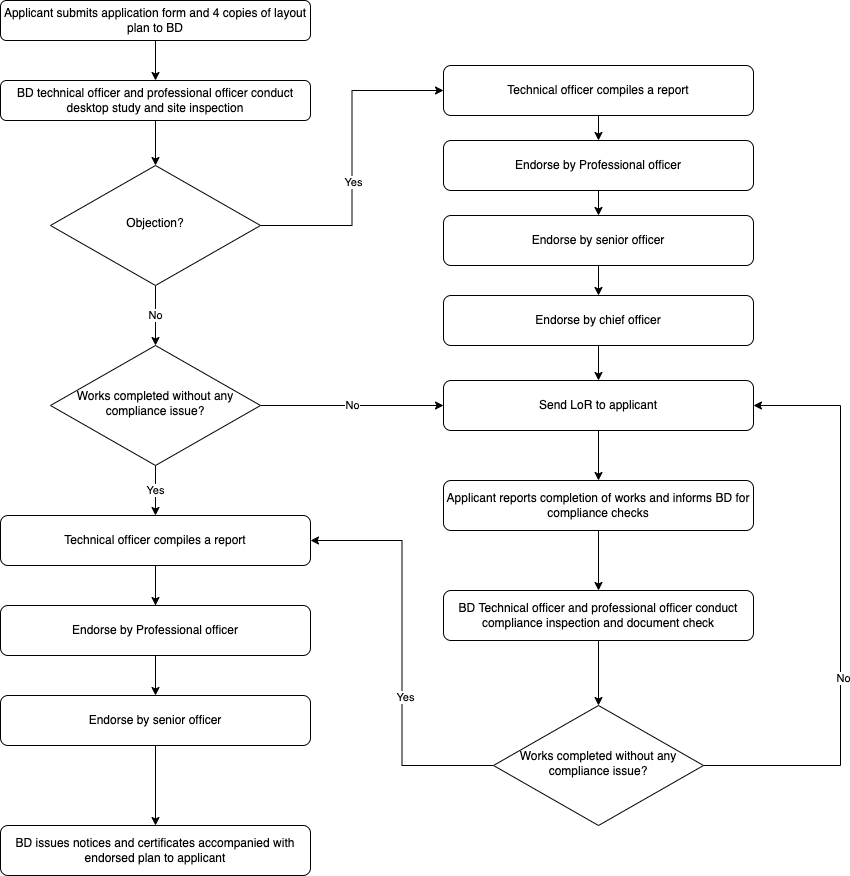 Applicant submits application form and 4 copies of layout
plan to BD
BD technical officer and professional officer conduct
desktop study and site inspection
Objection?
Yes
No
Works completed without any
compliance issue?
No
Yes
Technical officer compiles a report
Endorse by Professional officer
Endorse by senior officer
BD issues notices and certificates accompanied with
endorsed plan to applicant
Technical officer compiles a report
Endorse by Professional officer
Endorse by senior officer
Endorse by chief officer
Send LoR to applicant
Applicant reports completion of works and informs BD for
compliance checks
BD Technical officer and professional officer conduct
compliance inspection and document check
Works completed without any
compliance issue?
Yes
No